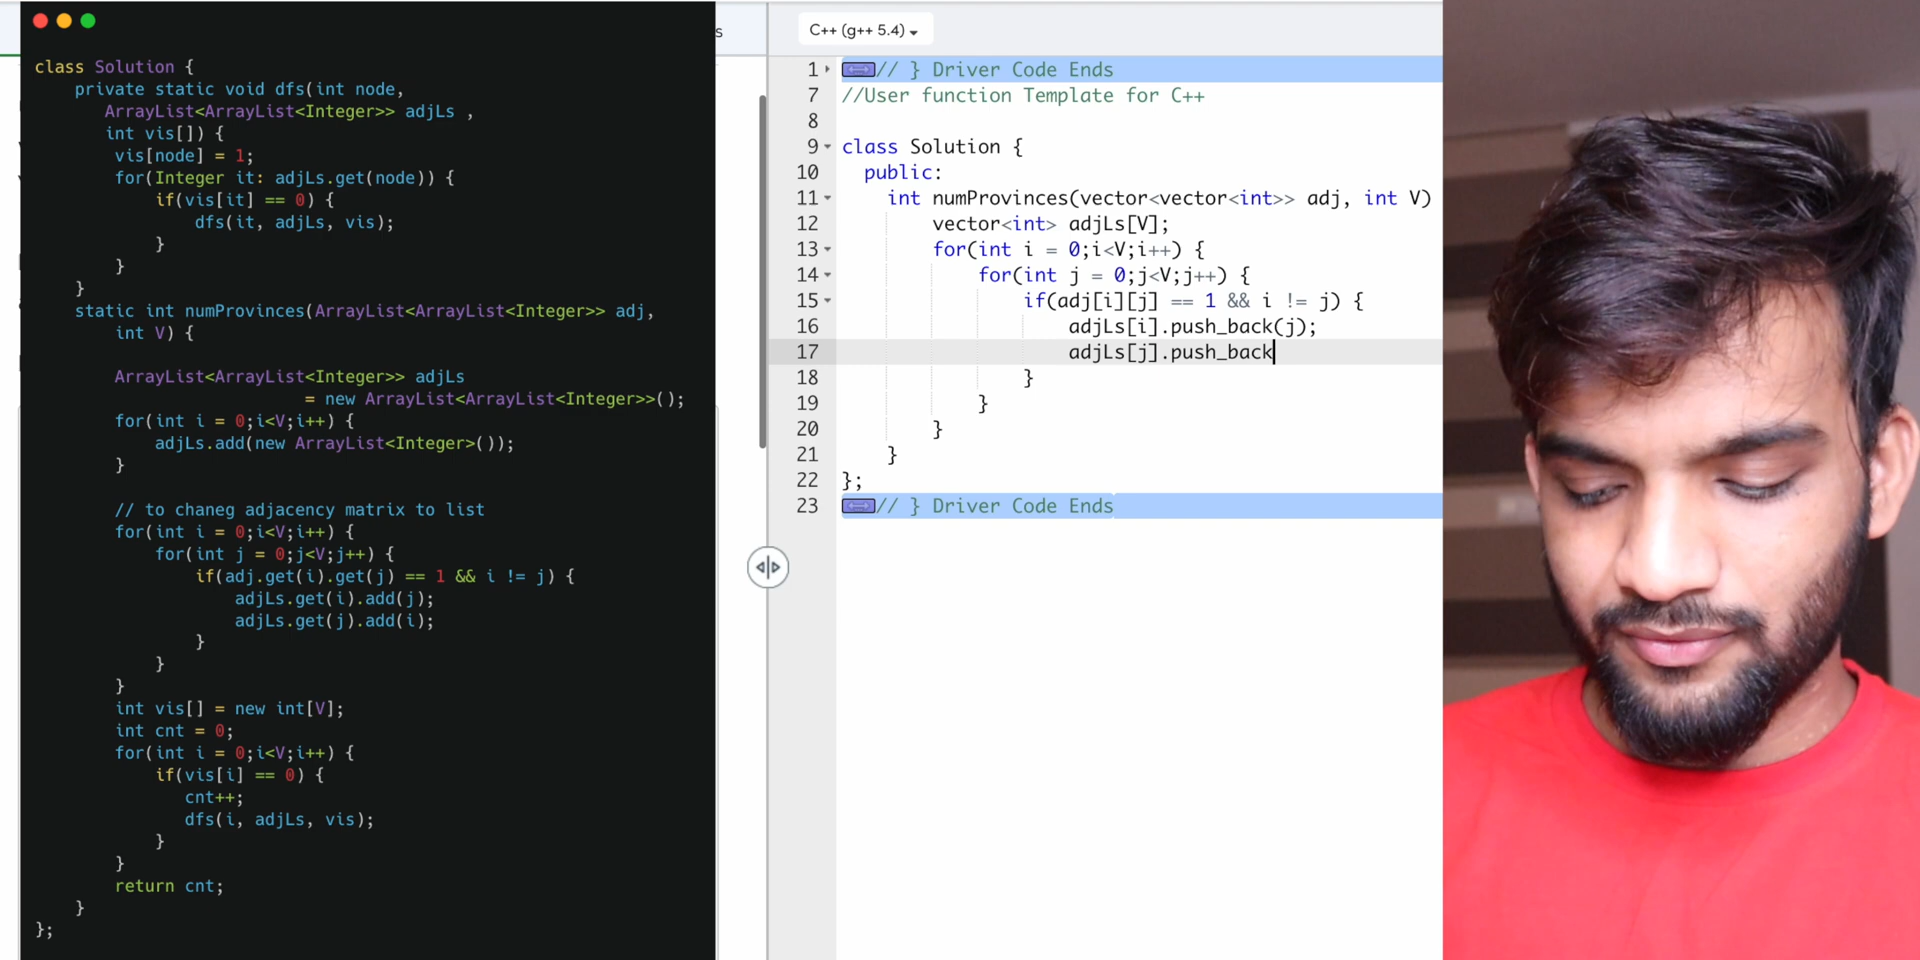 class Solution {
private static void dfs(int node,
ArrayList<ArrayList<Integer>> adjLs ,
int vis[]) {
vis[node] = 1;
for(Integer it: adjLs.get(node)) {
if(vis[it] == 0) {
dfs(it, adjLs, vis);
}
}
}
static int numProvinces(ArrayList<ArrayList<Integer>> adj,
int V) {
ArrayList<ArrayList<Integer>> adjLs
= new ArrayList<ArrayList<Integer>>();
for(int i = 0;i<V;i++) {
adjLs.add(new ArrayList<Integer>());
}
// to chaneg adjacency matrix to list
for(int i = 0;i<V;i++) {
for(int j = 0;j<V;j++) {
if(adj.get(i).get(j) == 1 && i != j) {
adjLs.get(i).add(j);
adjLs.get(j).add(i);
}
}
}
int vis[] = new int[V];
int cnt = 0;
for(int i = 0;i<V;i++) {
if(vis[i] == 0) {
cnt++;
dfs(i, adjLs, vis);
}
}
return cnt;
}
};
s
C++ (g++ 5.4)
1 // } Driver Code Ends
7 //User function Template for C++
8
9 class Solution {
10 public:
11 int numProvinces(vector<vector<int>> adj, int V)
12 vector<int> adjLs[V];
13 for(int i = 0;i<V;i++) {
14 for(int j = 0;j<V;j++) {
15 if(adj[i][j] == 1 && i != j) {
16 adjLs[i].push_back(j);
17 adjLs[j].push_back
18 }
19 }
20 }
21 }
22 };
23 // } Driver Code Ends